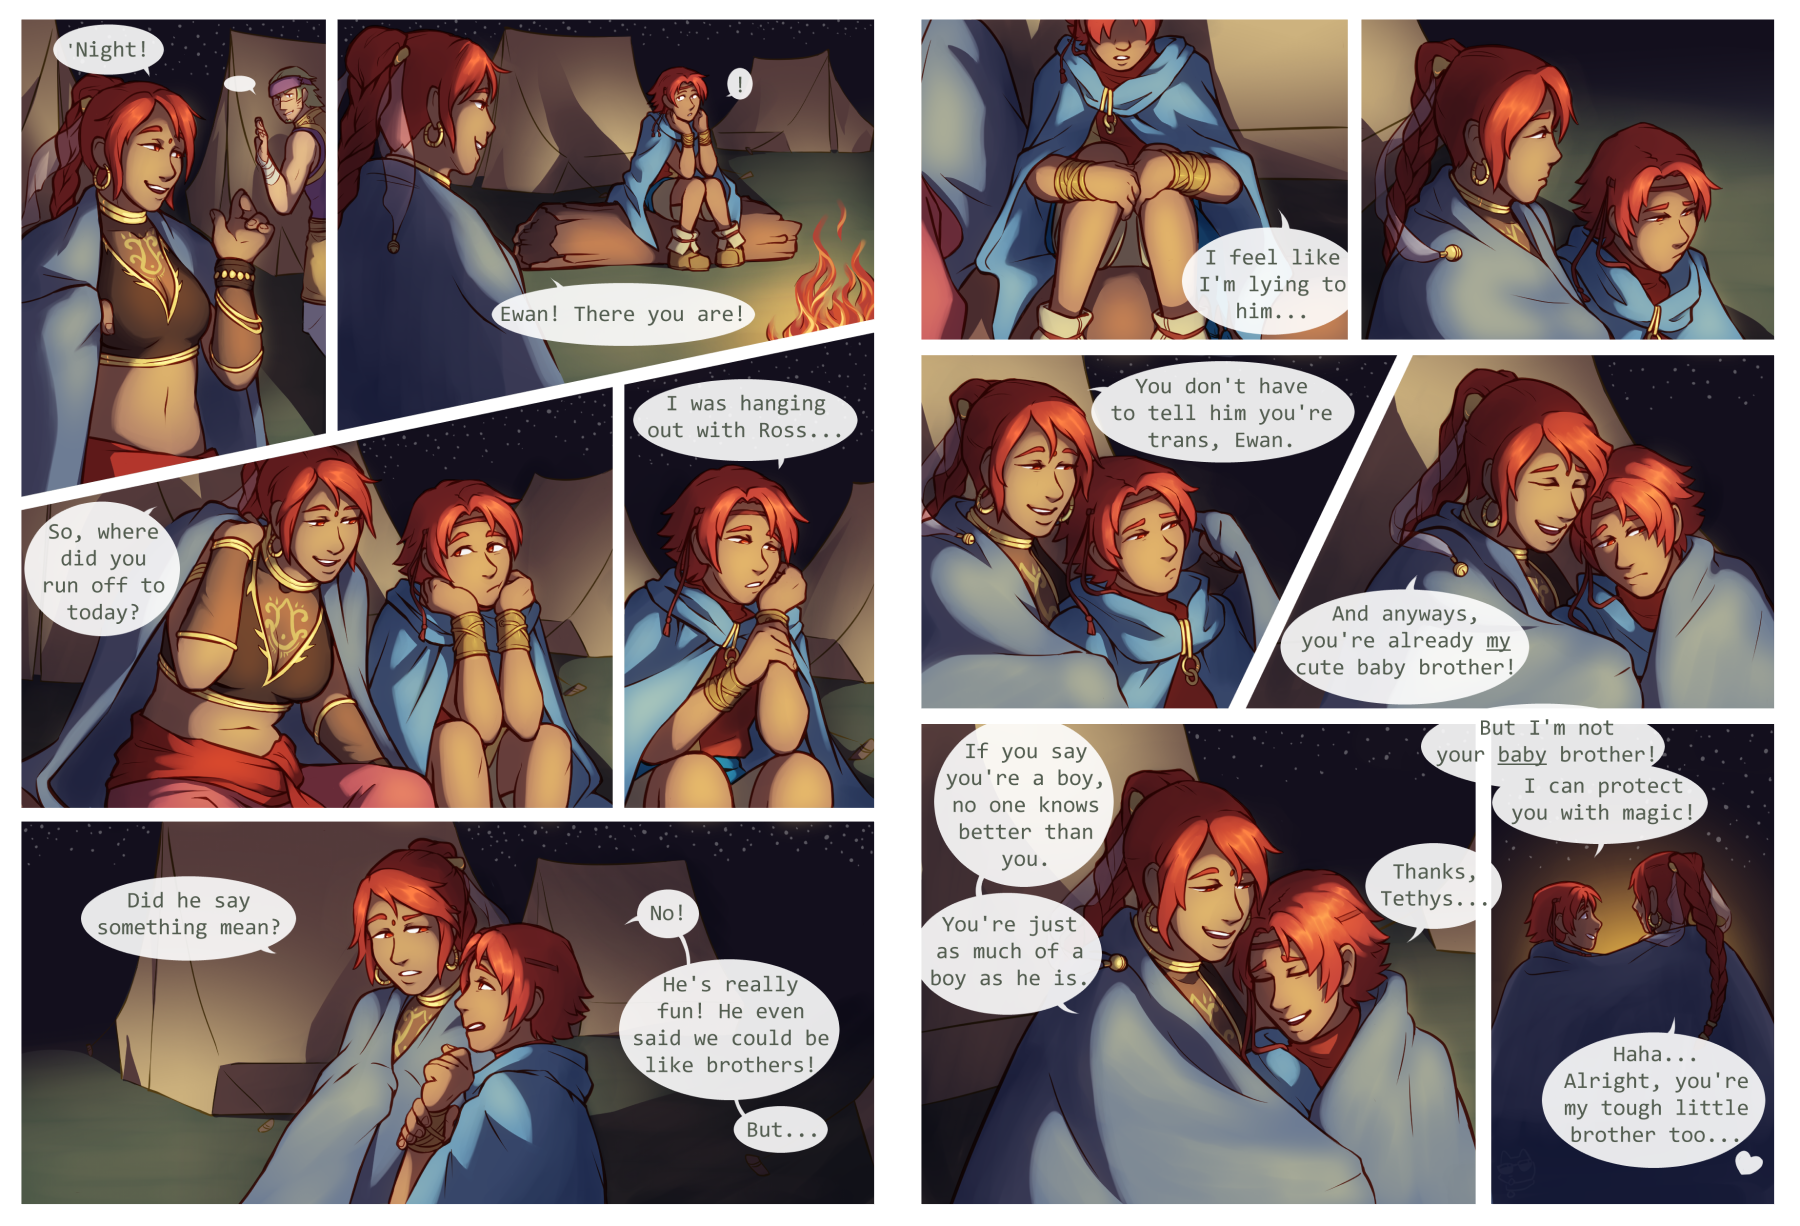 'Night!
!
Ewan! There you are!
So, where
did you
run off to
today?
I was hanging
out with Ross...
Did he say
something mean?
No!
He's really
fun! He even
said we could be
like brothers!
But...
I feel like
I'm lying to
him...
You don't have
to tell him you're
trans, Ewan.
And anyways,
you're already my
cute baby brother!
If you say
you're a boy,
no one knows
better than
you.
You're just
as much of a
boy as he is.
Thanks,
Tethys...
But I'm not
your baby brother!
I can protect
you with magic!
Haha...
Alright, you're
my tough little
brother too...